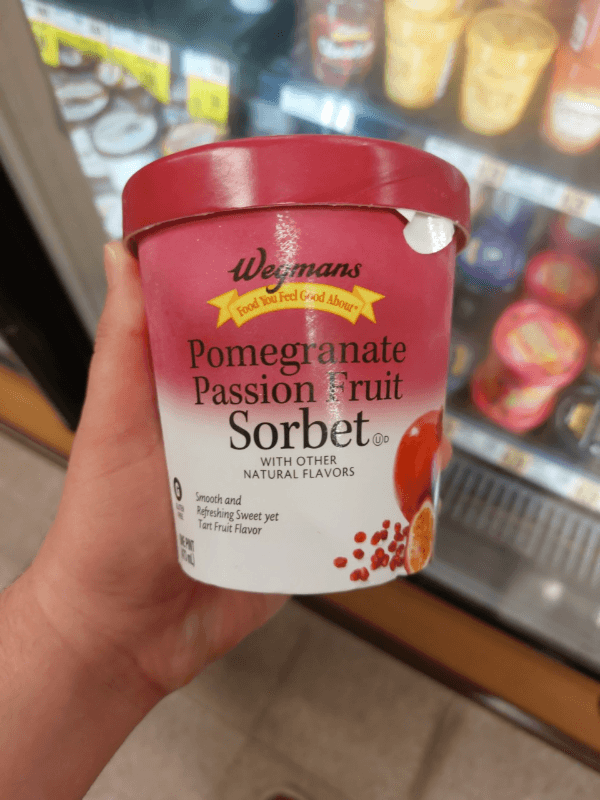 Wegmans
Food You Feel Good About
Pomegranate
Passion Fruit
Sorbet
UD
WITH OTHER
NATURAL FLAVORS
G
Smooth and
Refreshing Sweet yet
Tart Fruit Flavor